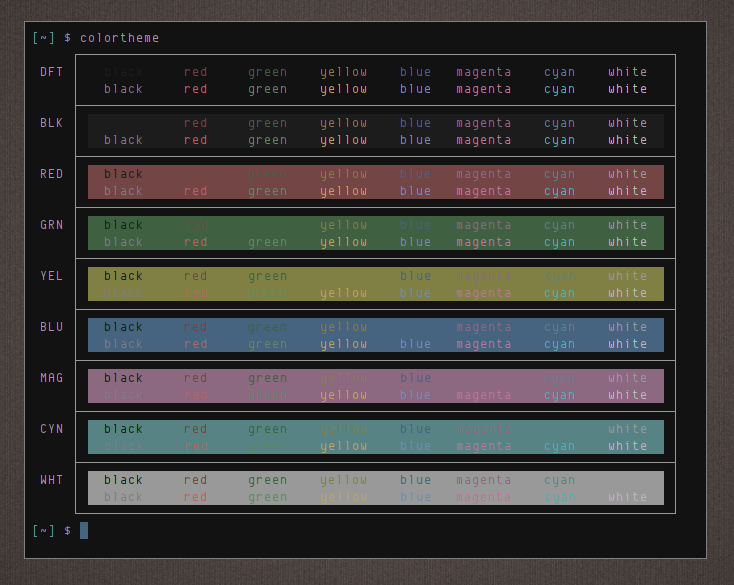 [~] $ colortheme
DFT black red green yellow blue magenta cyan white
black red green yellow blue magenta cyan white
BLK red green yellow blue magenta cyan white
black red green yellow blue magenta cyan white
RED black green yellow blue magenta cyan white
black red green yellow blue magenta cyan white
GRN black red yellow blue magenta cyan white
black red green yellow blue magenta cyan white
YEL black red green blue magenta cyan white
black red green yellow blue magenta cyan white
BLU black red green yellow magenta cyan white
black red green yellow blue magenta cyan white
MAG black red green yellow blue cyan white
black red green yellow blue magenta cyan white
CYN black red green yellow blue magenta white
black red green yellow blue magenta cyan white
WHT black red green yellow blue magenta cyan
black red green yellow blue magenta cyan white
[~] $